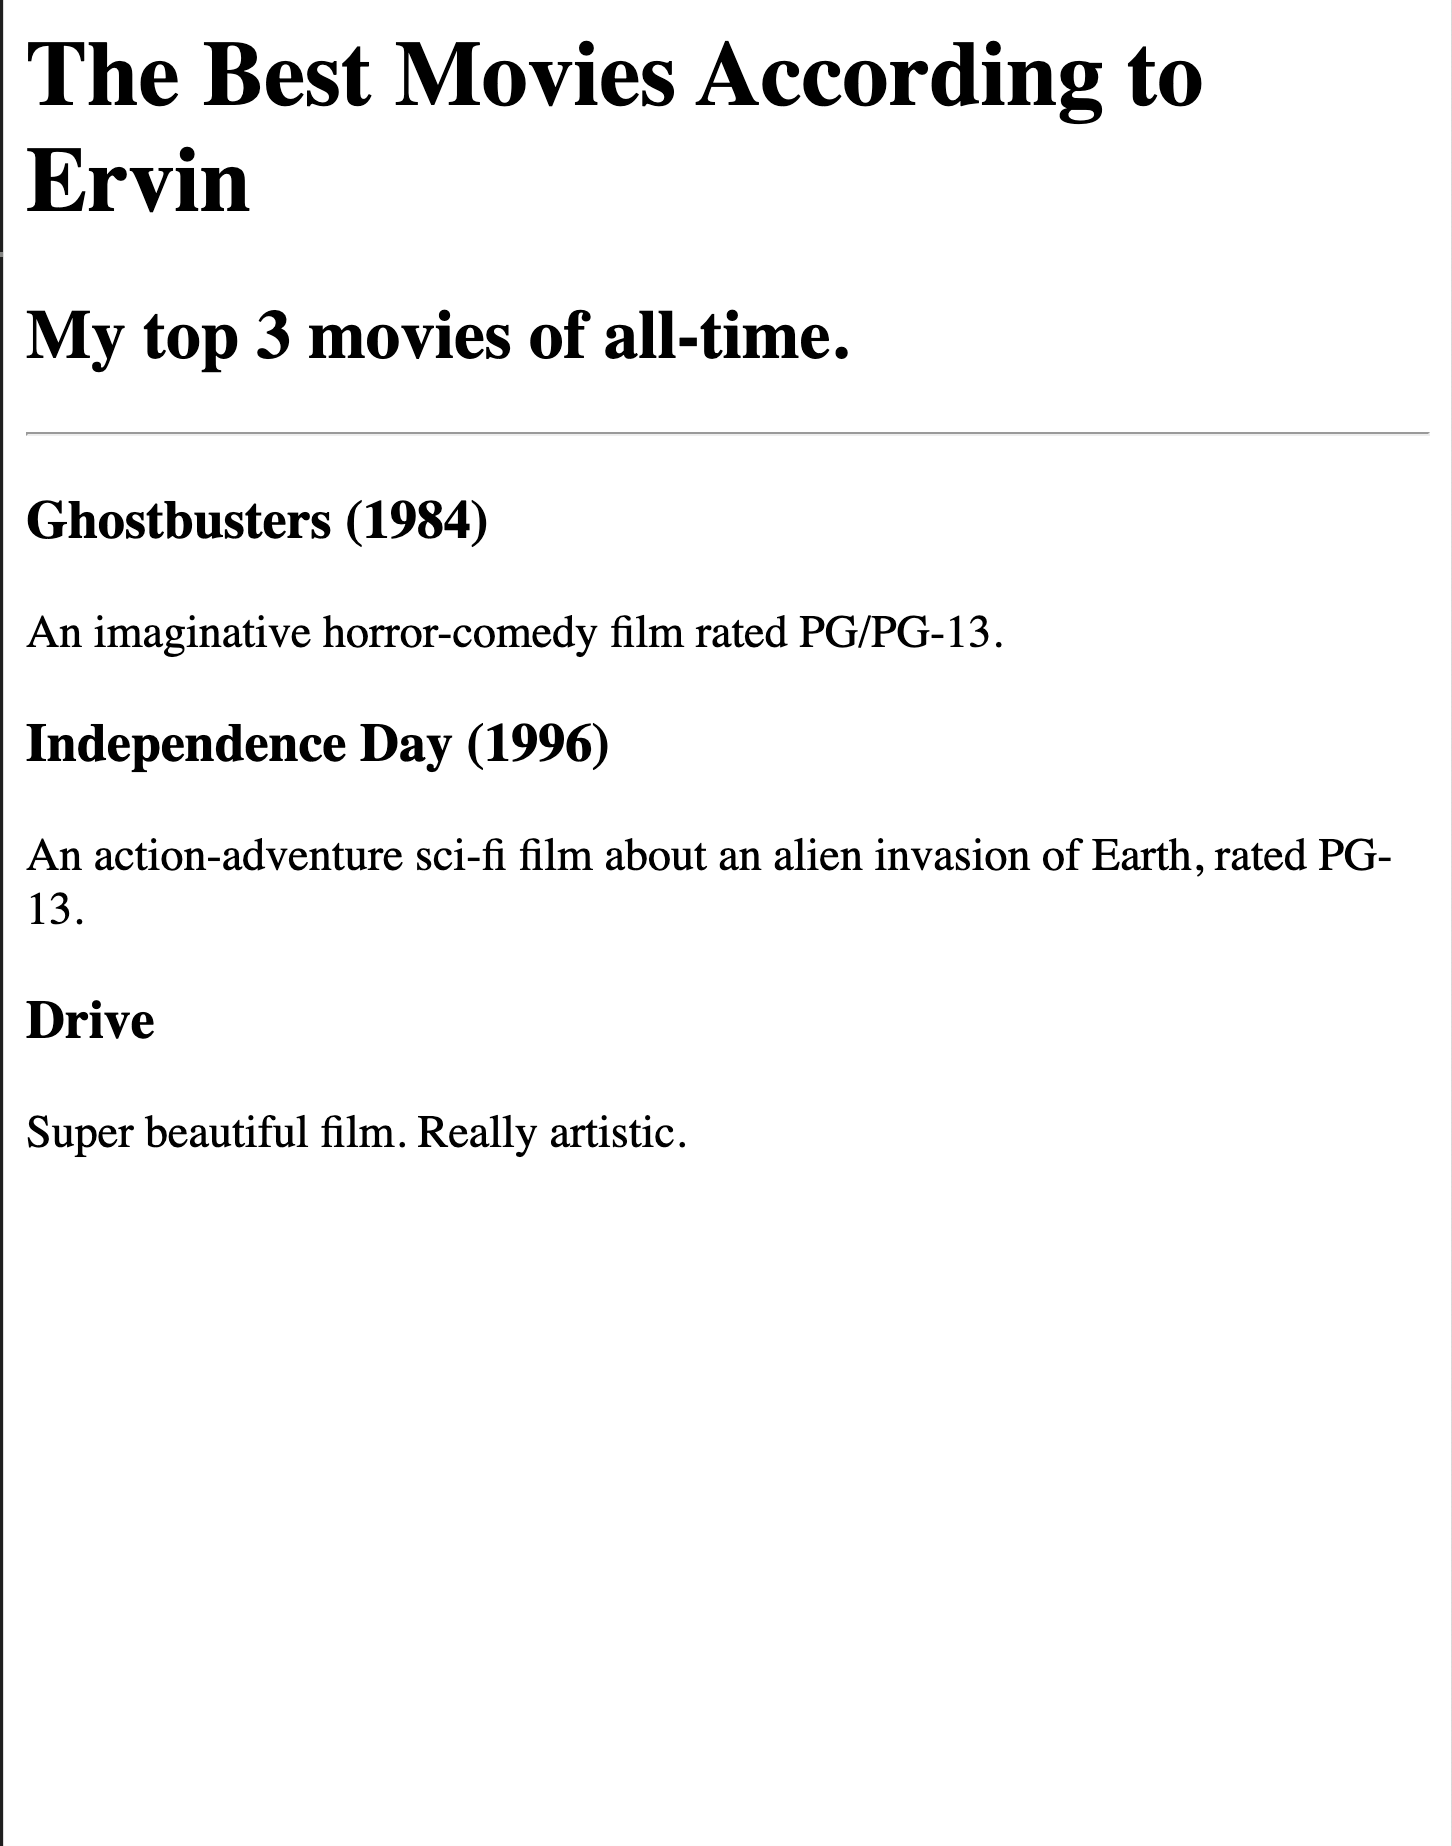 The Best Movies According to
Ervin
My top 3 movies of all-time.
Ghostbusters (1984)
An imaginative horror-comedy film rated PG/PG-13.
Independence Day (1996)
An action-adventure sci-fi film about an alien invasion of Earth, rated PG-
13.
Drive
Super beautiful film. Really artistic.